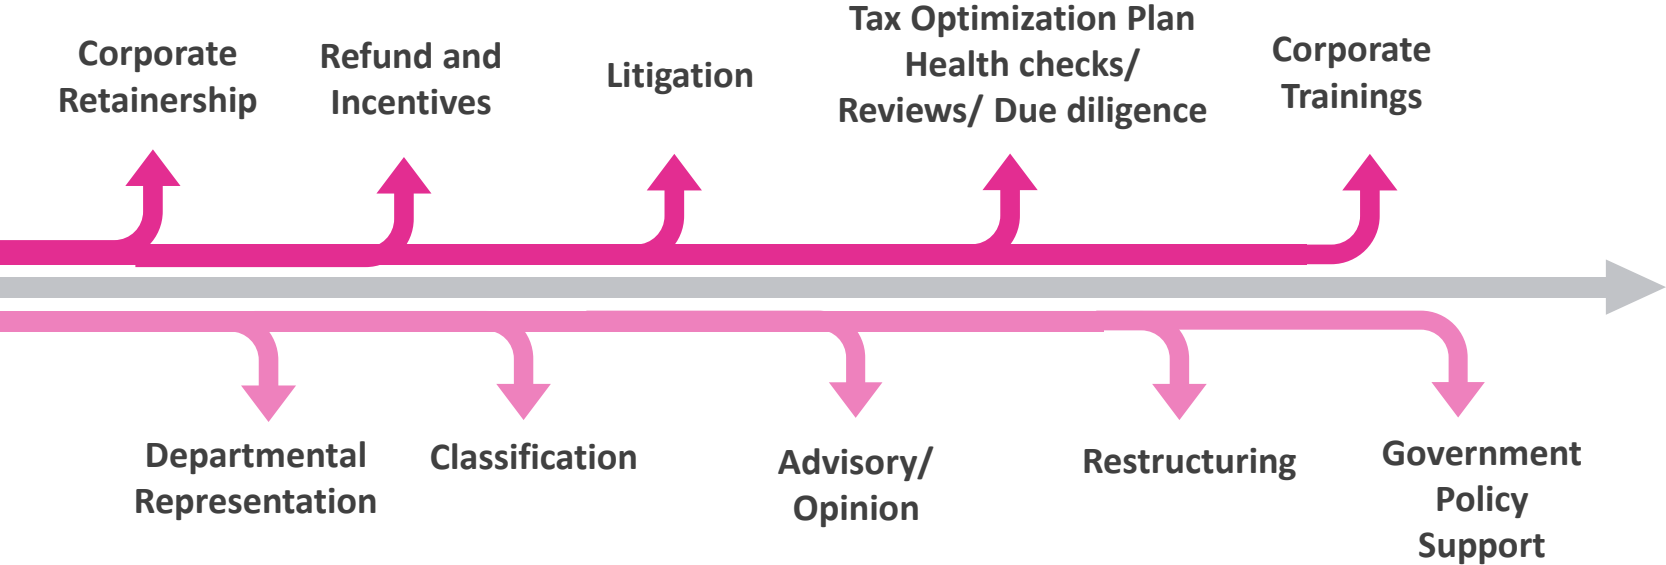 Corporate
Retainership
Refund and
Incentives
Litigation
Tax Optimization Plan
Health checks/
Reviews/ Due diligence
Corporate
Trainings
Departmental
Representation
Classification
Advisory/
Opinion
Restructuring
Government
Policy
Support